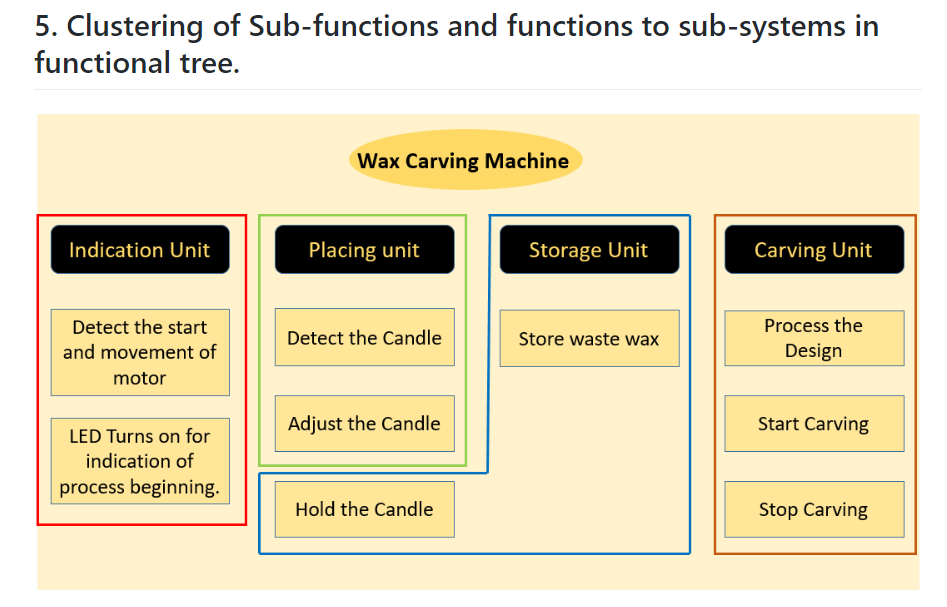 5. Clustering of Sub-functions and functions to sub-systems in
functional tree.
Wax Carving Machine
Indication Unit
Detect the start
and movement of
motor
LED Turns on for
indication of
process beginning.
Placing unit
Detect the Candle
Adjust the Candle
Hold the Candle
Storage Unit
Store waste wax
Carving Unit
Process the
Design
Start Carving
Stop Carving